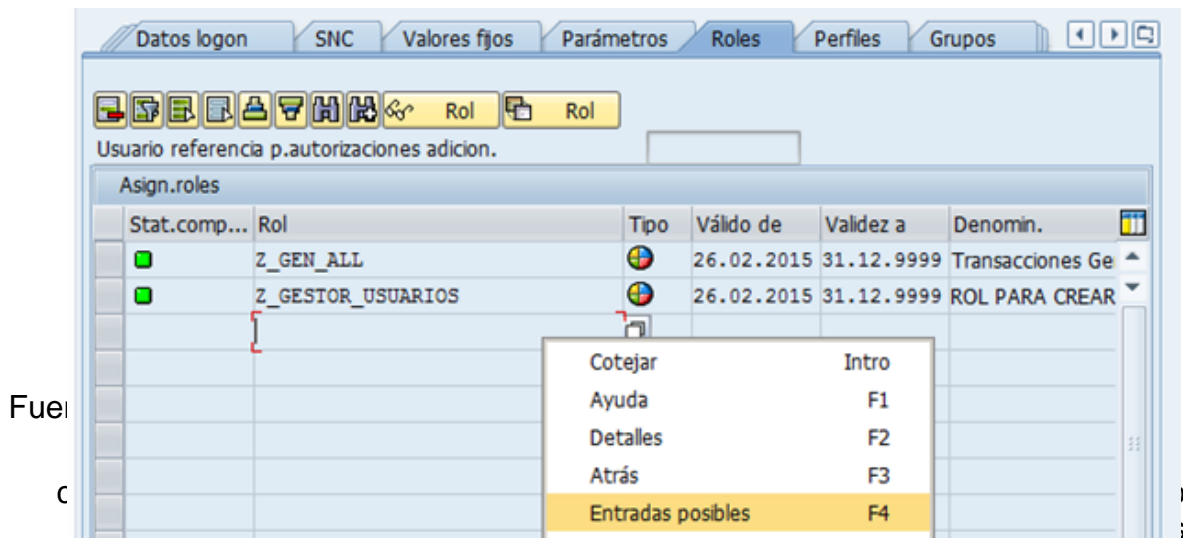 Datos logon SNC Valores fijos Parámetros Roles Perfiles Grupos
Rol Rol
Usuario referencia p.autorizaciones adicion.
Asign.roles
Stat.comp... Rol Tipo Válido de Validez a Denomin.
Z_GEN_ALL 26.02.2015 31.12.9999 Transacciones Ge
Z_GESTOR_USUARIOS 26.02.2015 31.12.9999 ROL PARA CREAR
Cotejar Intro
Ayuda F1
Detalles F2
Atrás F3
Entradas posibles F4